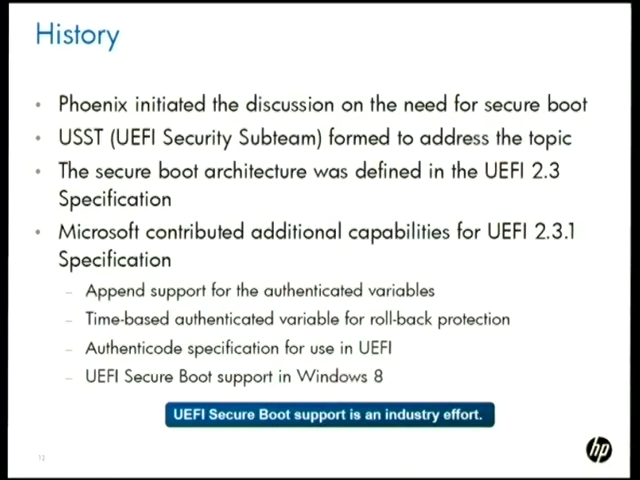 History
• Phoenix initiated the discussion on the need for secure boot
• USST (UEFI Security Subteam) formed to address the topic
• The secure boot architecture was defined in the UEFI 2.3
Specification
• Microsoft contributed additional capabilities for UEFI 2.3.1
Specification
– Append support for the authenticated variables
– Time-based authenticated variable for roll-back protection
– Authenticode specification for use in UEFI
– UEFI Secure Boot support in Windows 8
UEFI Secure Boot support is an industry effort.
hp